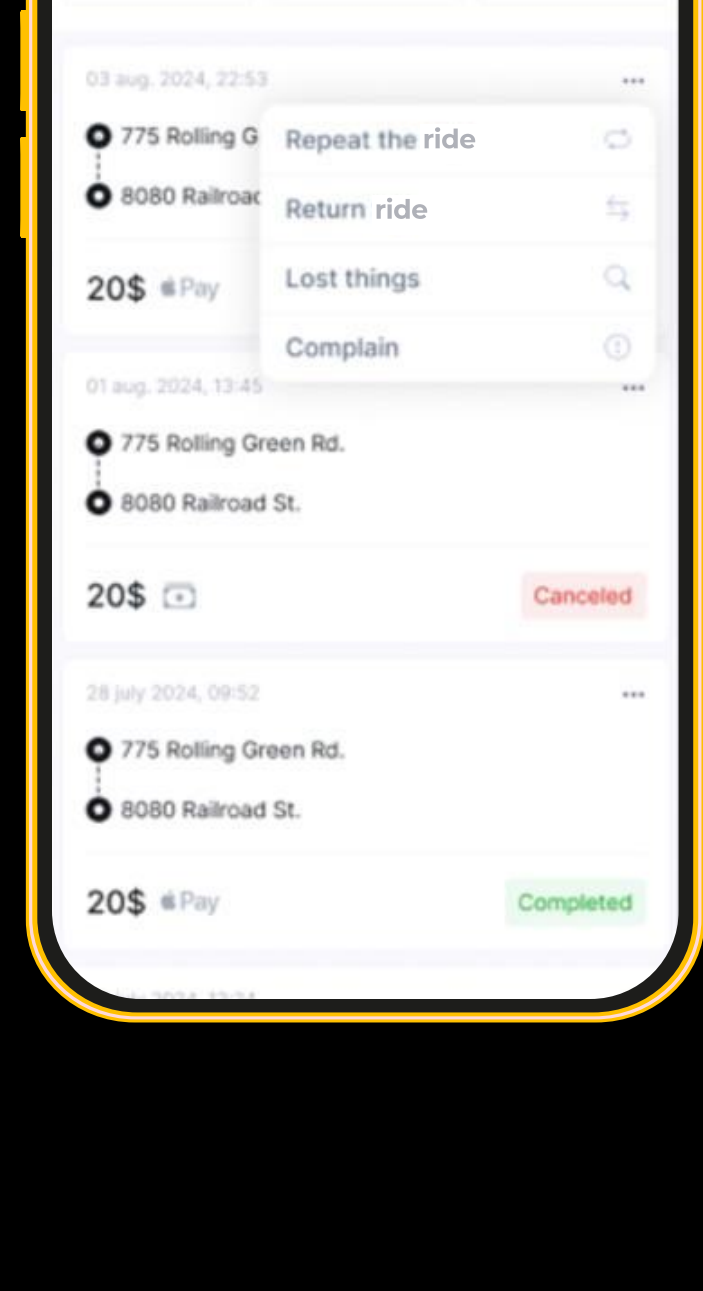 03 aug. 2024, 22:53
775 Rolling G
Repeat the ride
8080 Railroad
Return ride
Lost things
20$ Pay
Complain
01 aug. 2024, 13:45
775 Rolling Green Rd.
8080 Railroad St.
20$
Canceled
28 july 2024, 09:52
775 Rolling Green Rd.
8080 Railroad St.
20$ Pay
Completed